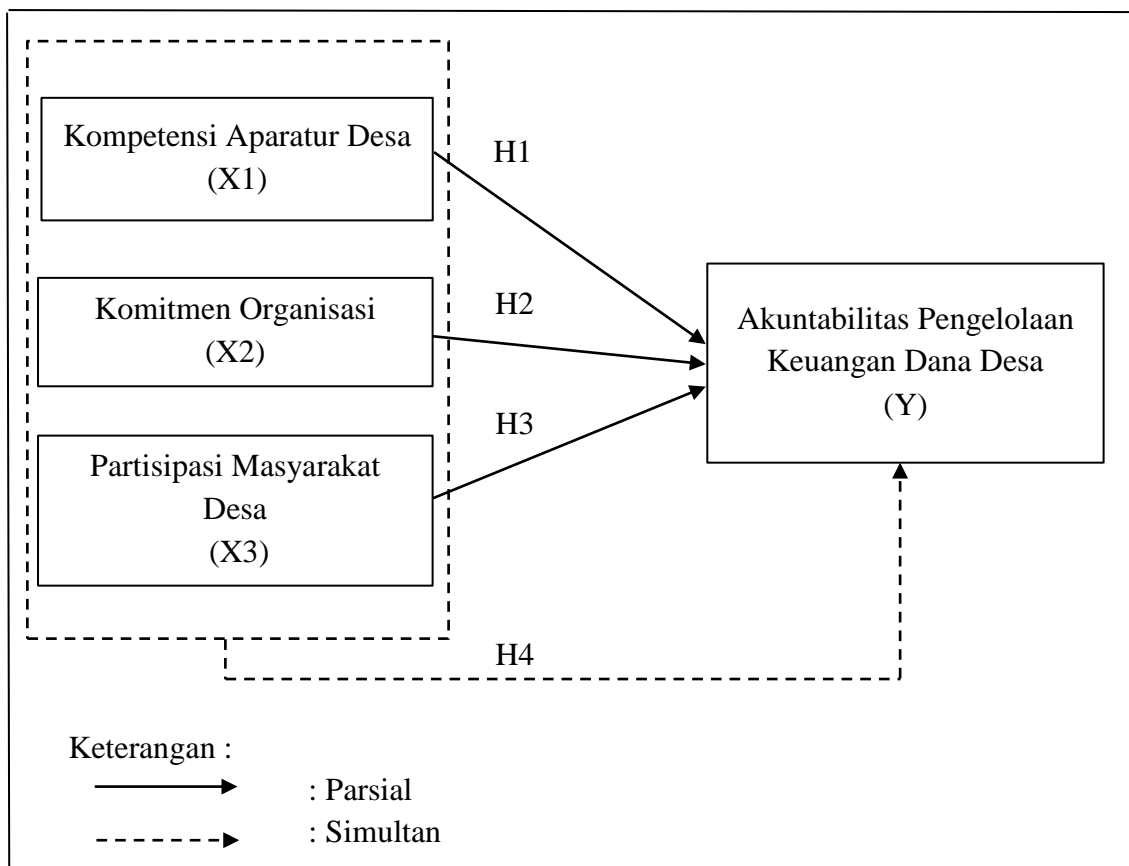 Kompetensi Aparatur Desa
(X1)
H1
Komitmen Organisasi
(X2)
H2
Akuntabilitas Pengelolaan
Keuangan Dana Desa
(Y)
Partisipasi Masyarakat
Desa
(X3)
H3
H4
Keterangan :
: Parsial
: Simultan